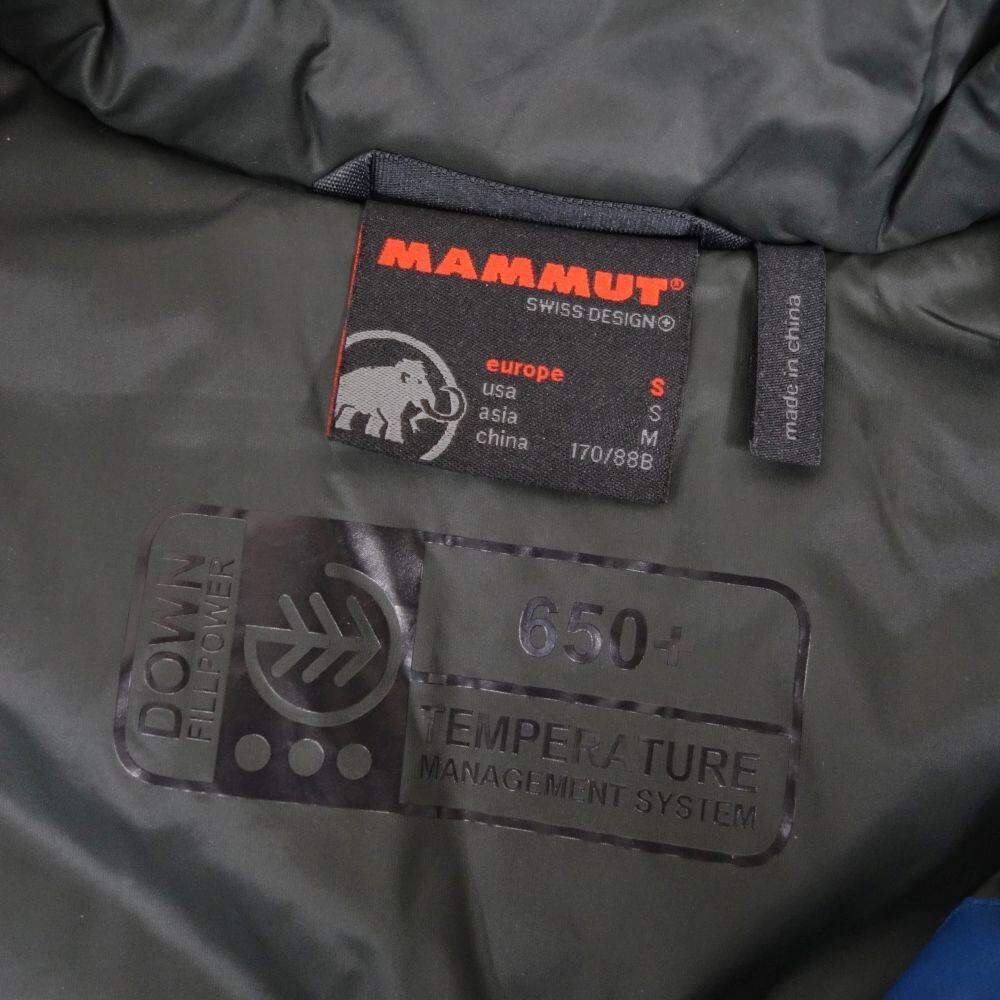 MAMMUT®
SWISS DESIGN
europe S
usa S
asia M
china 170/88B
made in china
DOWN
FILLPOWER
650+
TEMPERATURE
MANAGEMENT SYSTEM